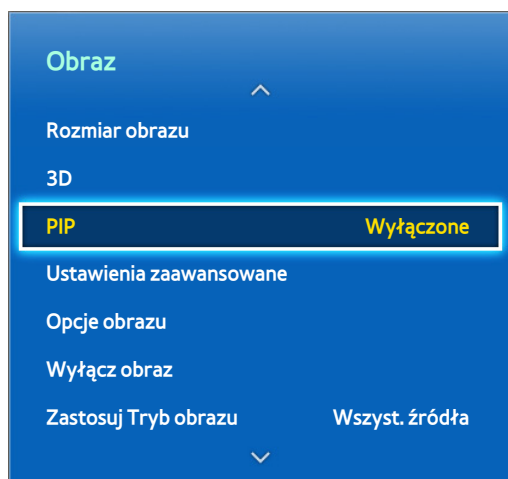 Obraz
Rozmiar obrazu
3D
PIP Wyłączone
Ustawienia zaawansowane
Opcje obrazu
Wyłącz obraz
Zastosuj Tryb obrazu Wszyst. źródła